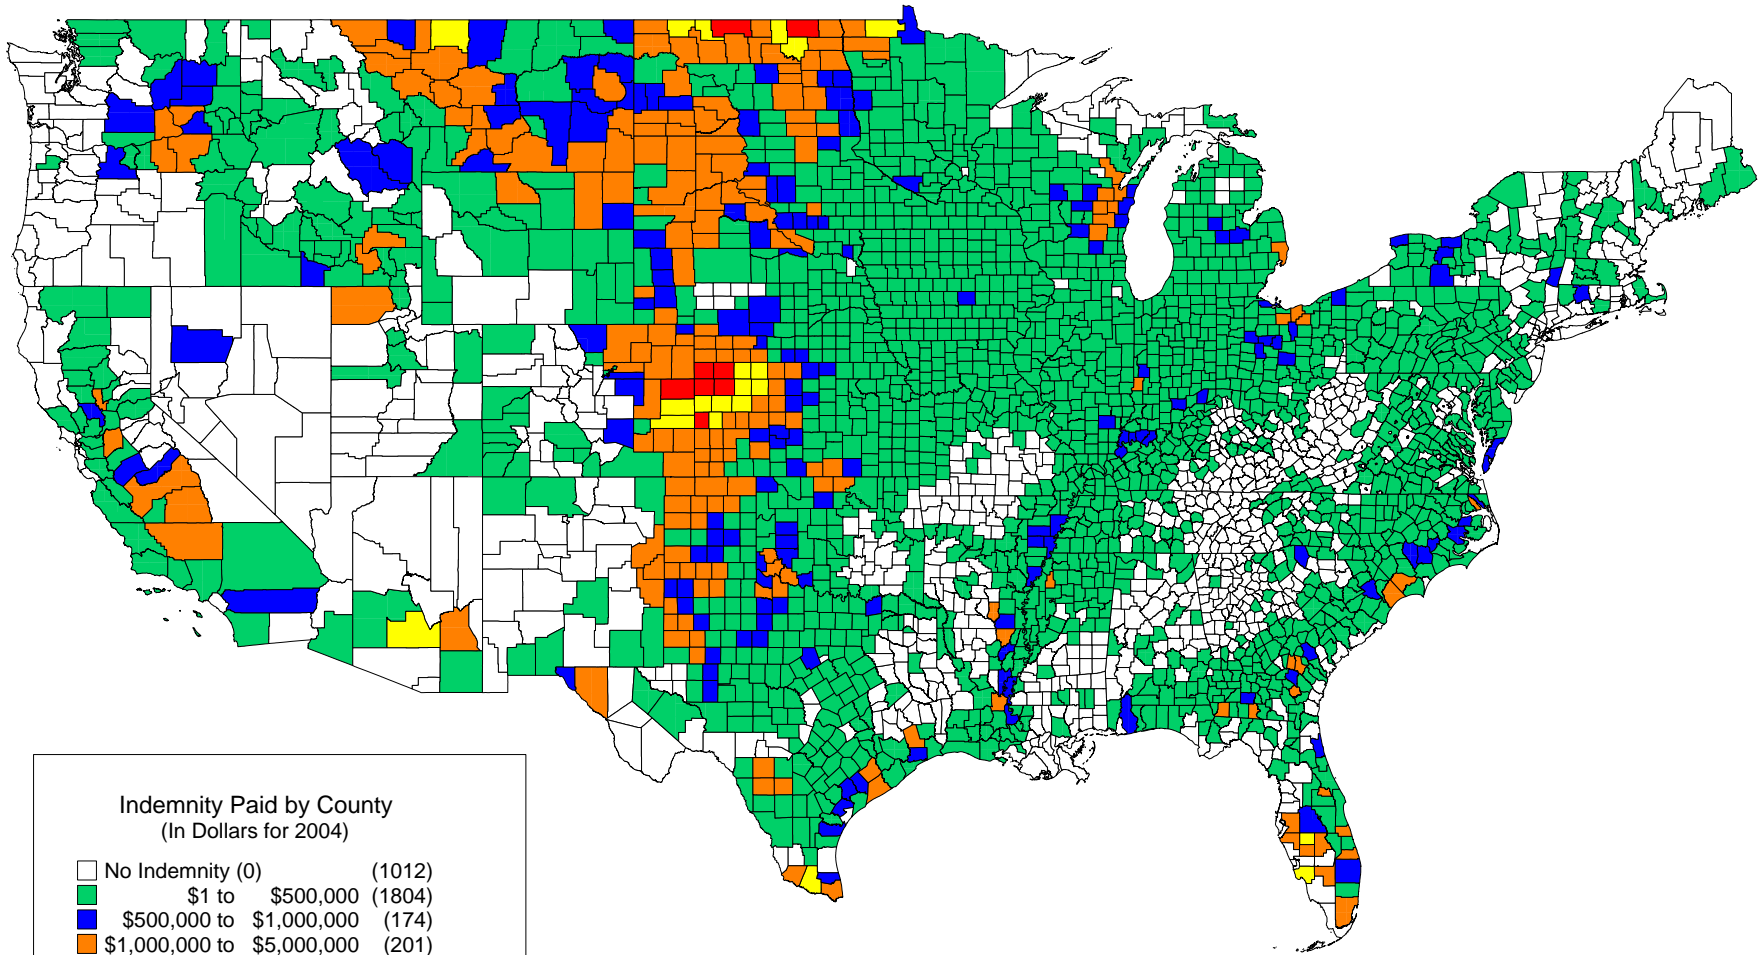 Indemnity Paid by County
(In Dollars for 2004)
No Indemnity (0) (1012)
$1 to $500,000 (1804)
$500,000 to $1,000,000 (174)
$1,000,000 to $5,000,000 (201)